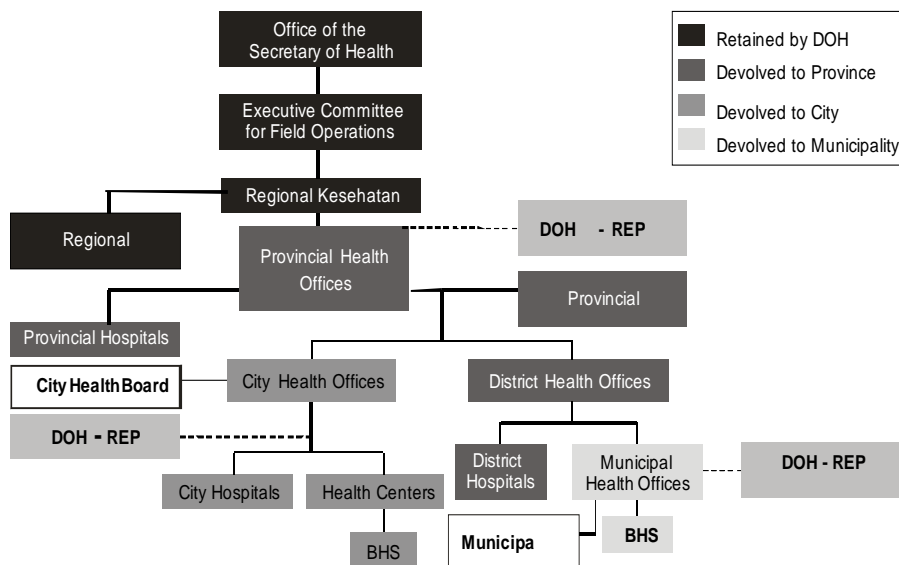 Office of the
Secretary of Health
Retained by DOH
Devolved to Province
Devolved to City
Devolved to Municipality
Executive Committee
for Field Operations
Regional Kesehatan
Regional
DOH - REP
Provincial Health
Offices
Provincial
Provincial Hospitals
City Health Board
City Health Offices
District Health Offices
DOH - REP
City Hospitals
Health Centers
District
Hospitals
Municipal
Health Offices
DOH - REP
BHS
Municipa
BHS